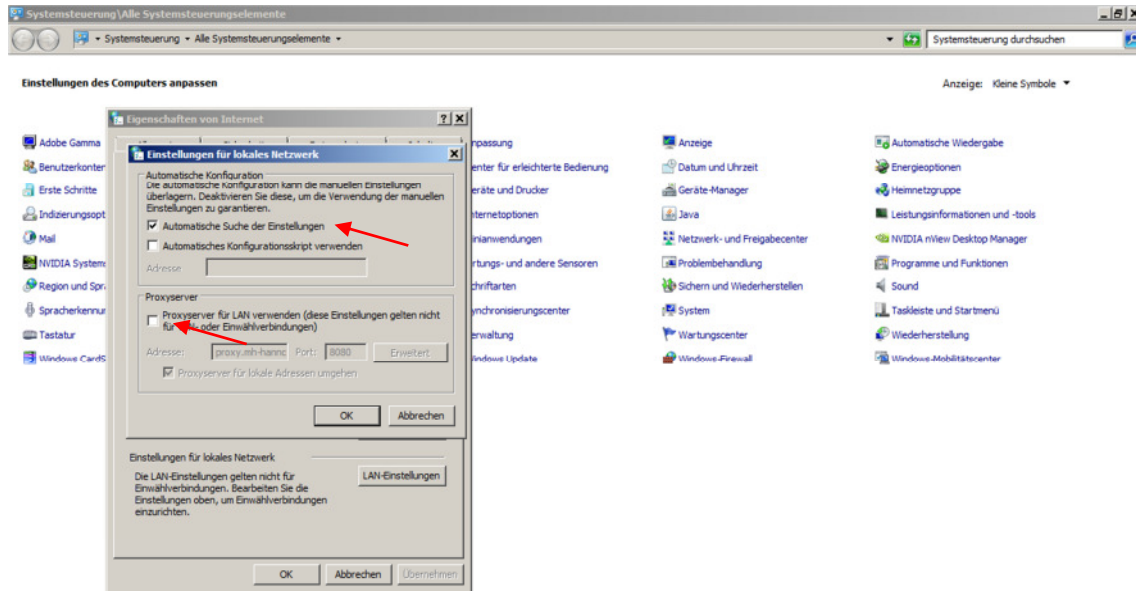 Systemsteuerung\Alle Systemsteuerungselemente
Systemsteuerung Alle Systemsteuerungselemente
Systemsteuerung durchsuchen
Einstellungen des Computers anpassen
Anzeige: Kleine Symbole
Adobe Gamma
Benutzerkonten
Erste Schritte
Indizierungsopt
Mail
NVIDIA System
Region und Spr
Spracherkennu
Tastatur
Windows CardS
Eigenschaften von Internet
Einstellungen für lokales Netzwerk
Automatische Konfiguration
Die automatische Konfiguration kann die manuellen Einstellungen
überlagern. Deaktivieren Sie diese, um die Verwendung der manuellen
Einstellungen zu garantieren.
Automatische Suche der Einstellungen
Automatisches Konfigurationsskript verwenden
Adresse
Proxyserver
Proxyserver für LAN verwenden (diese Einstellungen gelten nicht
für oder Einwählverbindungen)
Adresse: proxy.mh-hannc Port: 8080 Erweitert
Proxyserver für lokale Adressen umgehen
OK Abbrechen
Einstellungen für lokales Netzwerk
Die LAN-Einstellungen gelten nicht für
Einwählverbindungen. Bearbeiten Sie die
Einstellungen oben, um Einwählverbindungen
einzurichten.
LAN-Einstellungen
OK Abbrechen Übernehmen
npassung
enter für erleichterte Bedienung
eräte und Drucker
nternetoptionen
inianwendungen
rtungs- und andere Sensoren
chriftarten
ynchronisierungscenter
erwaltung
indows Update
Anzeige
Datum und Uhrzeit
Geräte-Manager
Java
Netzwerk- und Freigabecenter
Problembehandlung
Sichern und Wiederherstellen
System
Wartungscenter
Windows-Firewall
Automatische Wiedergabe
Energieoptionen
Heimnetzgruppe
Leistungsinformationen und -tools
NVIDIA nView Desktop Manager
Programme und Funktionen
Sound
Taskleiste und Startmenü
Wiederherstellung
Windows-Mobilitätscenter